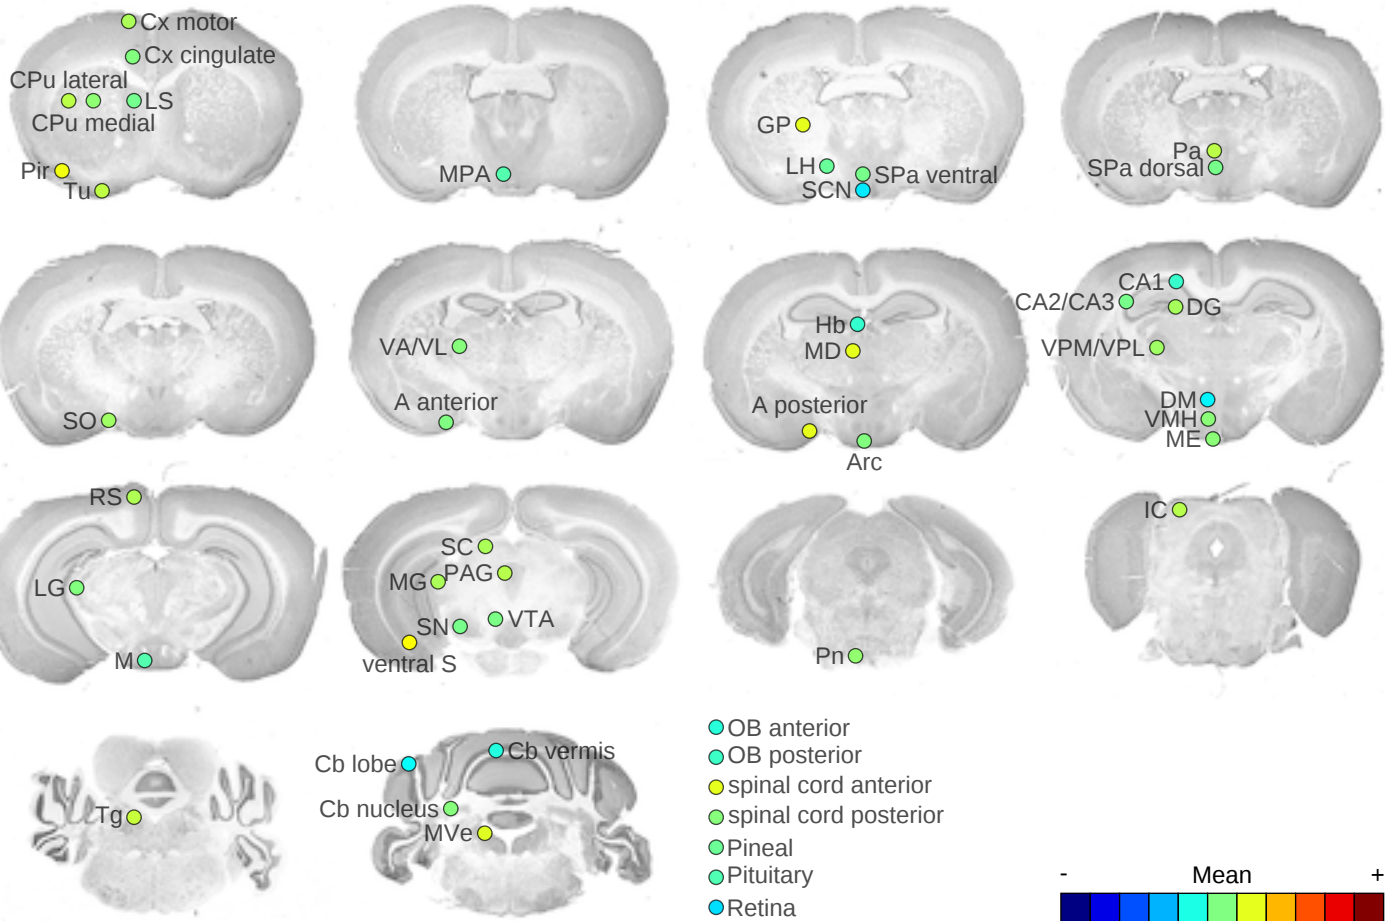 Cx motor
Cx cingulate
CPu lateral
LS
CPu medial
Pir
Tu
MPA
GP
LH
SPa ventral
SCN
Pa
SPa dorsal
SO
VA/VL
A anterior
Hb
MD
A posterior
Arc
CA1
CA2/CA3
DG
VPM/VPL
DM
VMH
ME
RS
LG
M
SC
PAG
MG
VTA
SN
ventral S
Pn
IC
Tg
Cb vermis
Cb lobe
Cb nucleus
MVe
OB anterior
OB posterior
spinal cord anterior
spinal cord posterior
Pineal
Pituitary
Retina
- Mean +